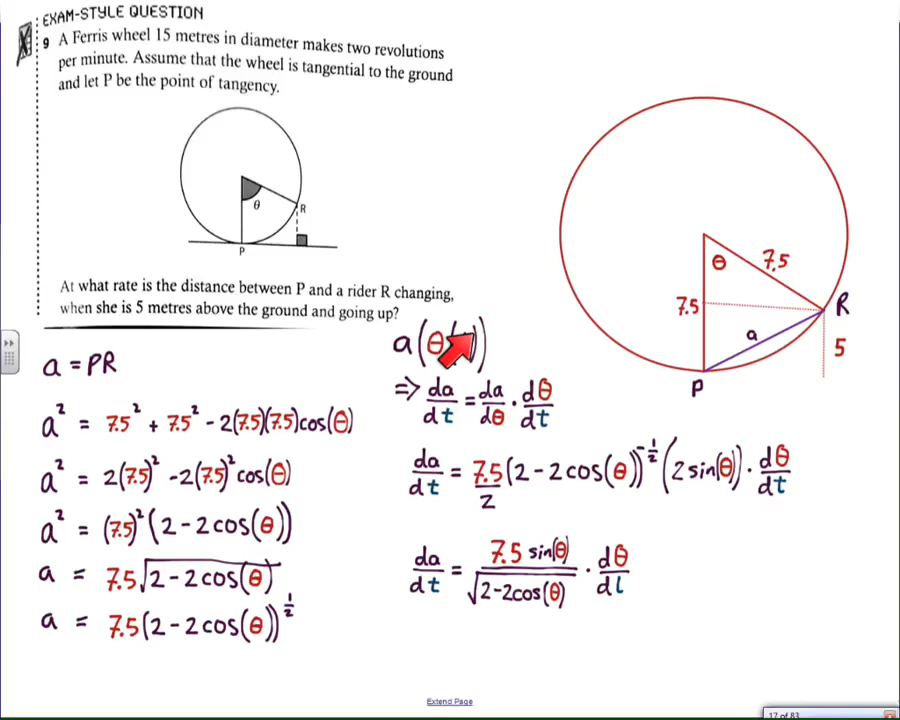 EXAM-STYLE QUESTION
9 A Ferris wheel 15 metres in diameter makes two revolutions
per minute. Assume that the wheel is tangential to the ground
and let P be the point of tangency.
θ
R
P
At what rate is the distance between P and a rider R changing,
when she is 5 metres above the ground and going up?
θ
7.5
7.5
R
a
5
P
a = PR
a² = 7.5² + 7.5² - 2(7.5)(7.5)cos(θ)
a² = 2(7.5)² - 2(7.5)² cos(θ)
a² = (7.5)² (2 - 2cos(θ))
a = 7.5√(2 - 2cos(θ))
a = 7.5(2 - 2cos(θ))^(1/2)
a(θ
=> da/dt = da/dθ · dθ/dt
da/dt = 7.5/2 (2 - 2cos(θ))^(-1/2) (2sin(θ)) · dθ/dt
da/dt = 7.5 sin(θ)/√(2-2cos(θ)) · dθ/dt
Extend Page
17 of 83